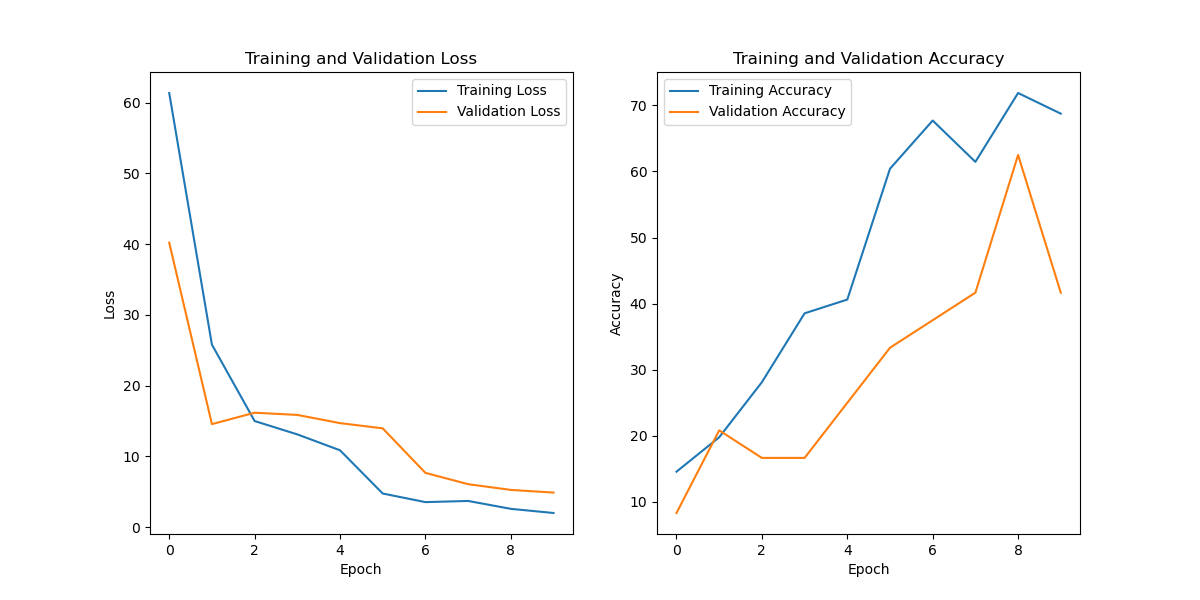 Training and Validation Loss
Training Loss
Validation Loss
60
50
40
30
20
10
0
Loss
0 2 4 6 8
Epoch
Training and Validation Accuracy
Training Accuracy
Validation Accuracy
70
60
50
40
30
20
10
Accuracy
0 2 4 6 8
Epoch